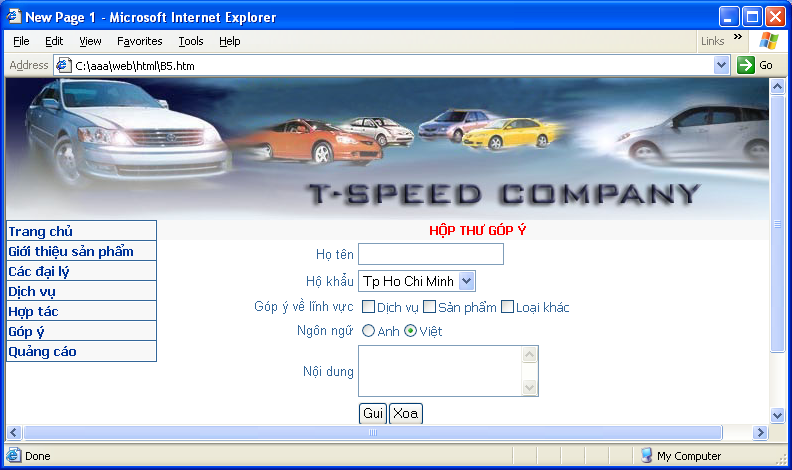 New Page 1 - Microsoft Internet Explorer
File Edit View Favorites Tools Help Links »
Address C:\aaa\web\html\B5.htm Go
T-SPEED COMPANY
Trang chủ
Giới thiệu sản phẩm
Các đại lý
Dịch vụ
Hợp tác
Góp ý
Quảng cáo
HỘP THƯ GÓP Ý
Họ tên
Hộ khẩu Tp Ho Chi Minh
Góp ý về lĩnh vực Dịch vụ Sản phẩm Loại khác
Ngôn ngữ Anh Việt
Nội dung
Gui Xoa
Done My Computer